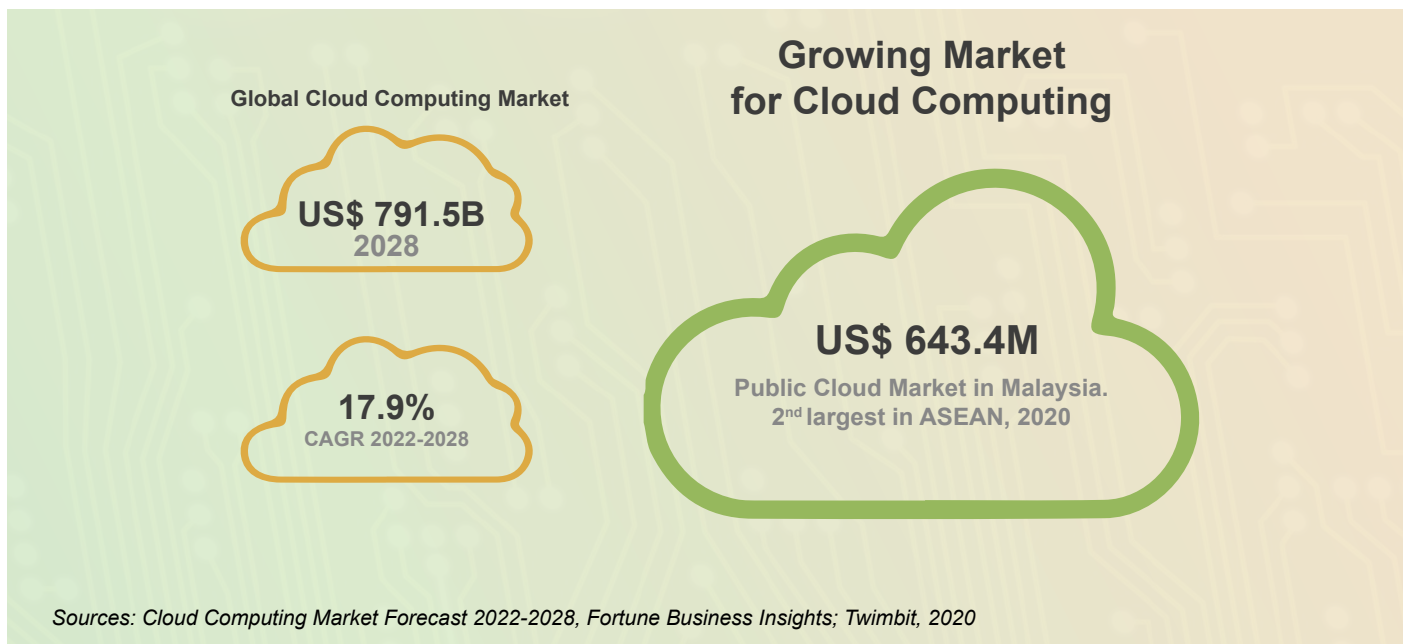 Growing Market
for Cloud Computing
Global Cloud Computing Market
US$ 791.5B
2028
17.9%
CAGR 2022-2028
US$ 643.4M
Public Cloud Market in Malaysia.
2nd largest in ASEAN, 2020
Sources: Cloud Computing Market Forecast 2022-2028, Fortune Business Insights; Twimbit, 2020